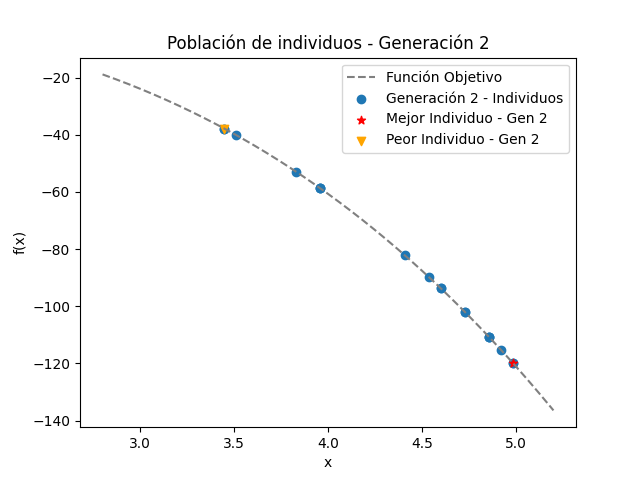 Población de individuos - Generación 2
Función Objetivo
Generación 2 - Individuos
Mejor Individuo - Gen 2
Peor Individuo - Gen 2
−20
−40
−60
−80
−100
−120
−140
f(x)
3.0 3.5 4.0 4.5 5.0
x